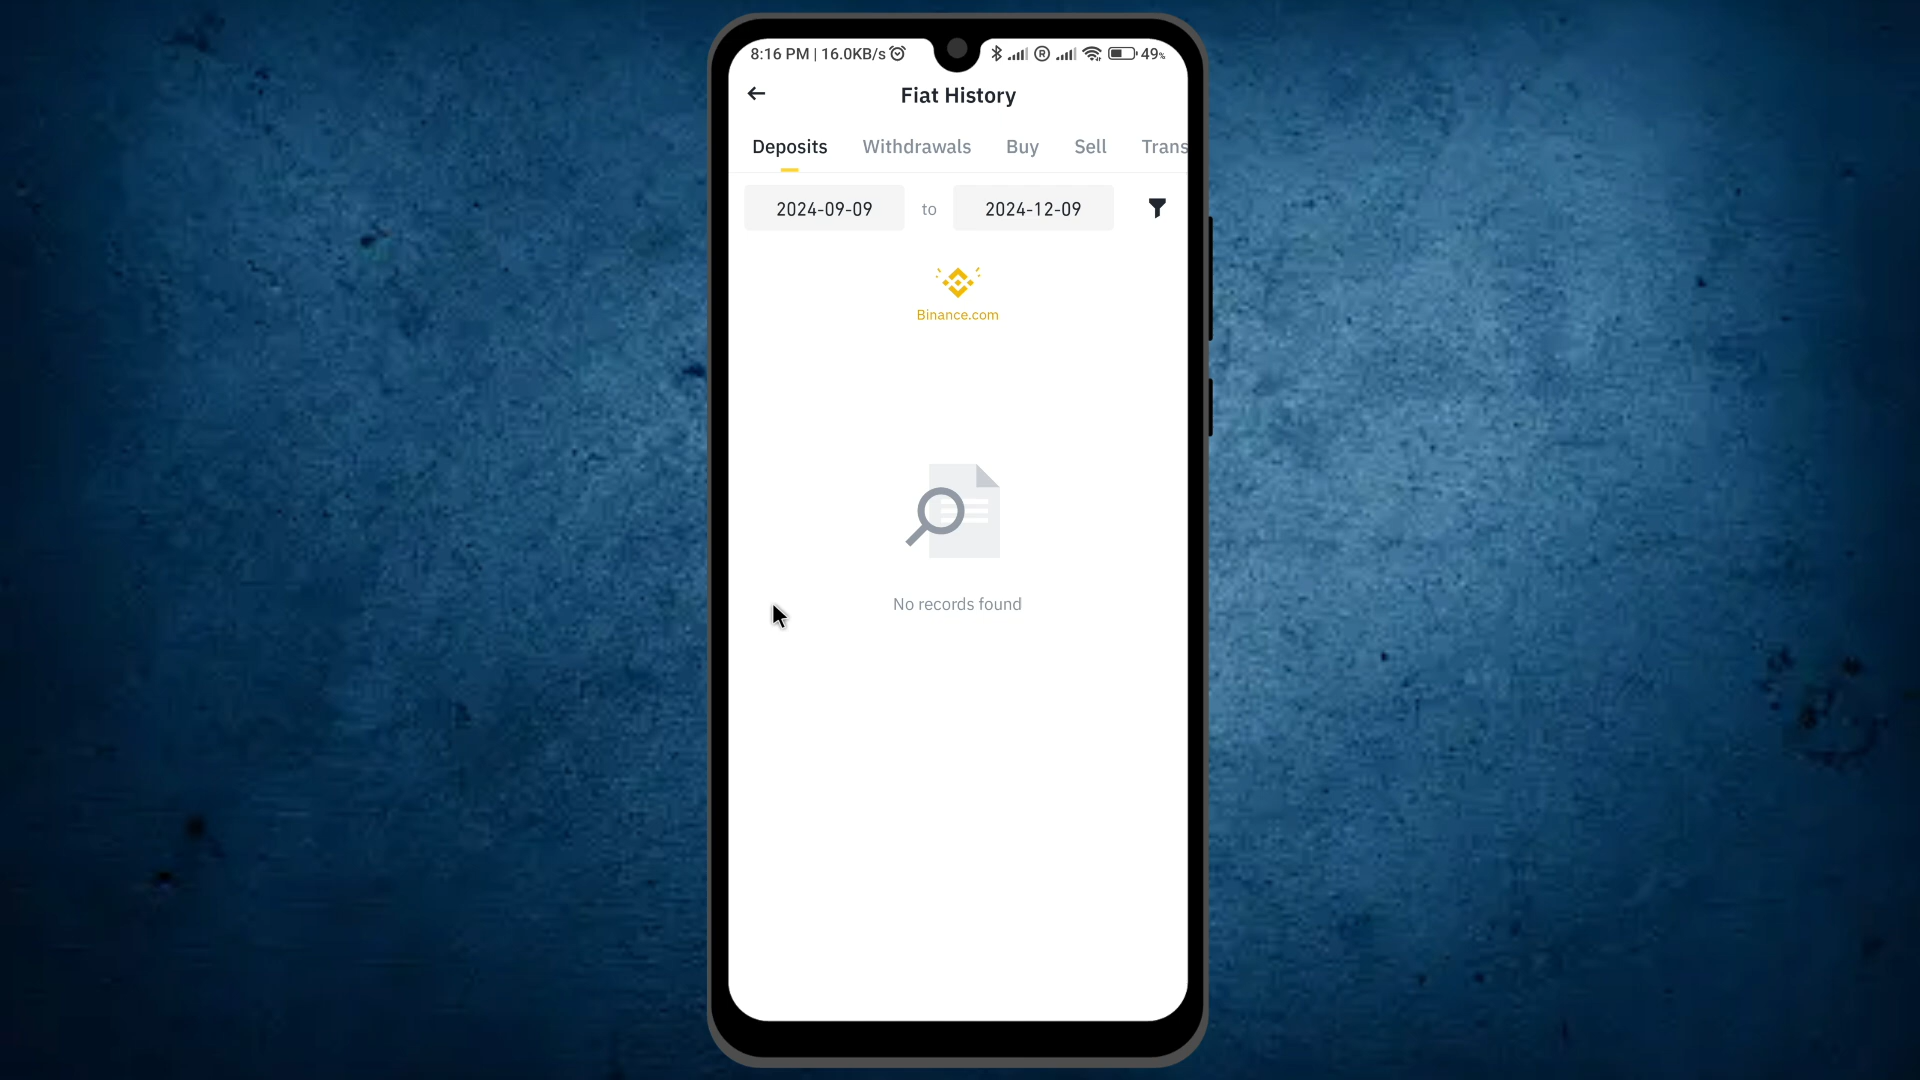 8:16 PM | 16.0KB/s
49%
Fiat History
Deposits Withdrawals Buy Sell Trans
2024-09-09 to 2024-12-09
Binance.com
No records found